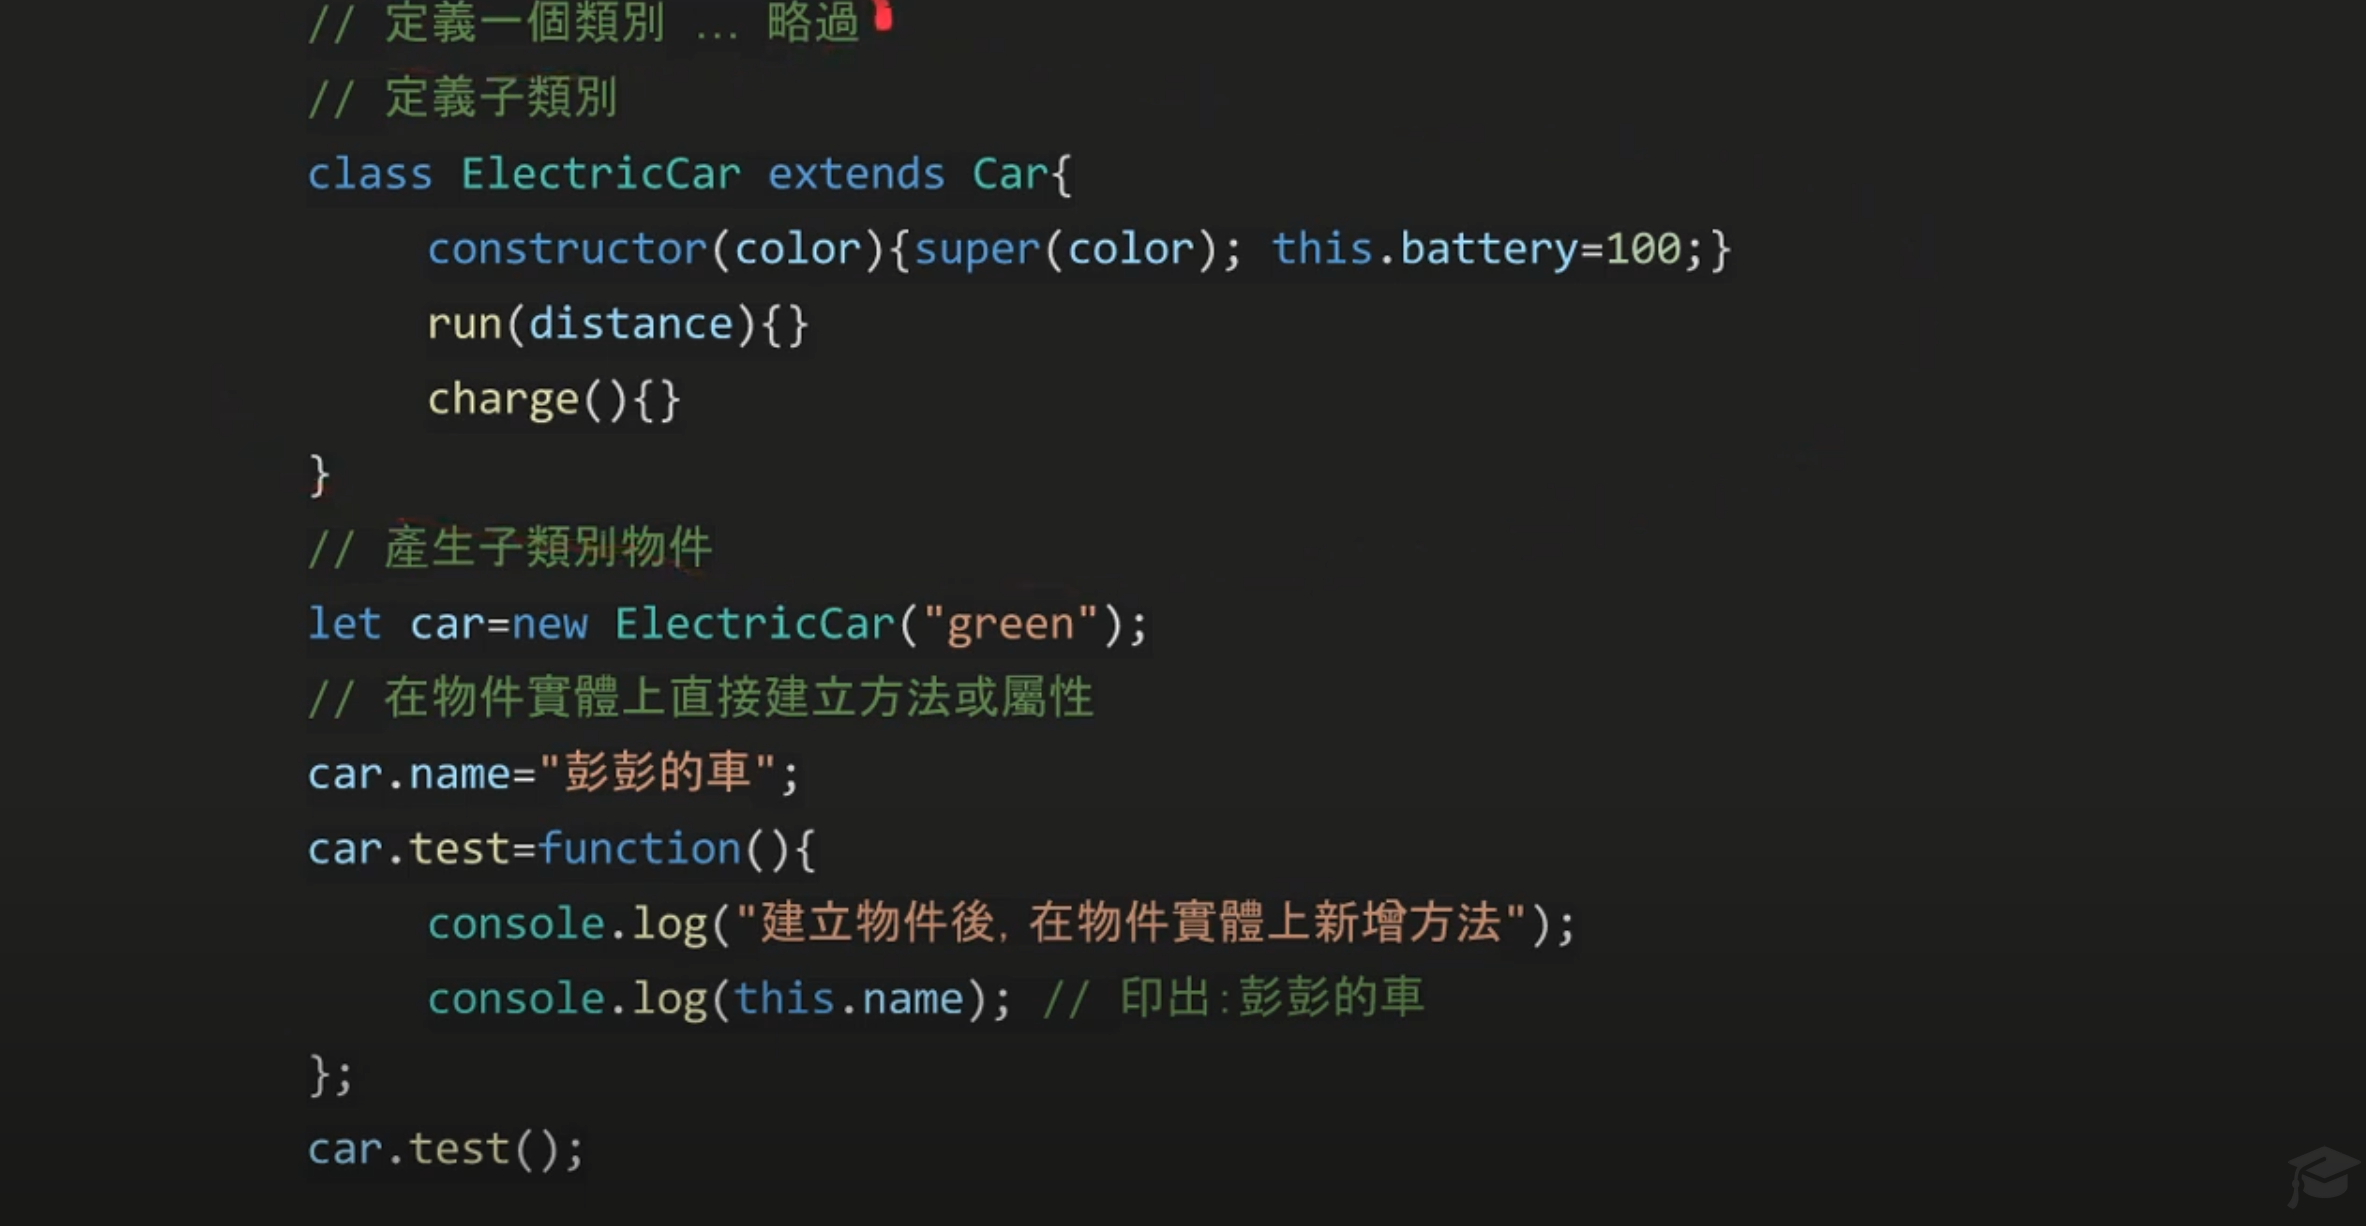 // 定義一個類別 ... 略過
// 定義子類別
class ElectricCar extends Car{
constructor(color){super(color); this.battery=100;}
run(distance){}
charge(){}
}
// 產生子類別物件
let car=new ElectricCar("green");
// 在物件實體上直接建立方法或屬性
car.name="彭彭的車";
car.test=function(){
console.log("建立物件後, 在物件實體上新增方法");
console.log(this.name); // 印出:彭彭的車
};
car.test();